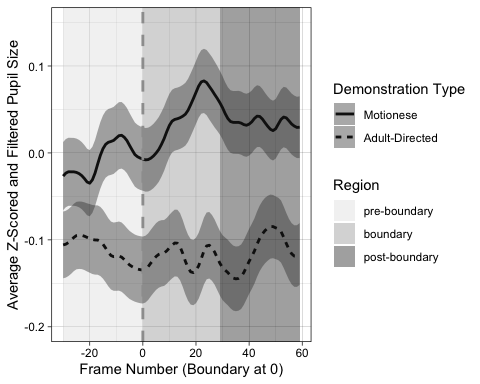 Average Z-Scored and Filtered Pupil Size
0.1
0.0
-0.1
-0.2
-20 0 20 40 60
Frame Number (Boundary at 0)
Demonstration Type
Motionese
Adult-Directed
Region
pre-boundary
boundary
post-boundary